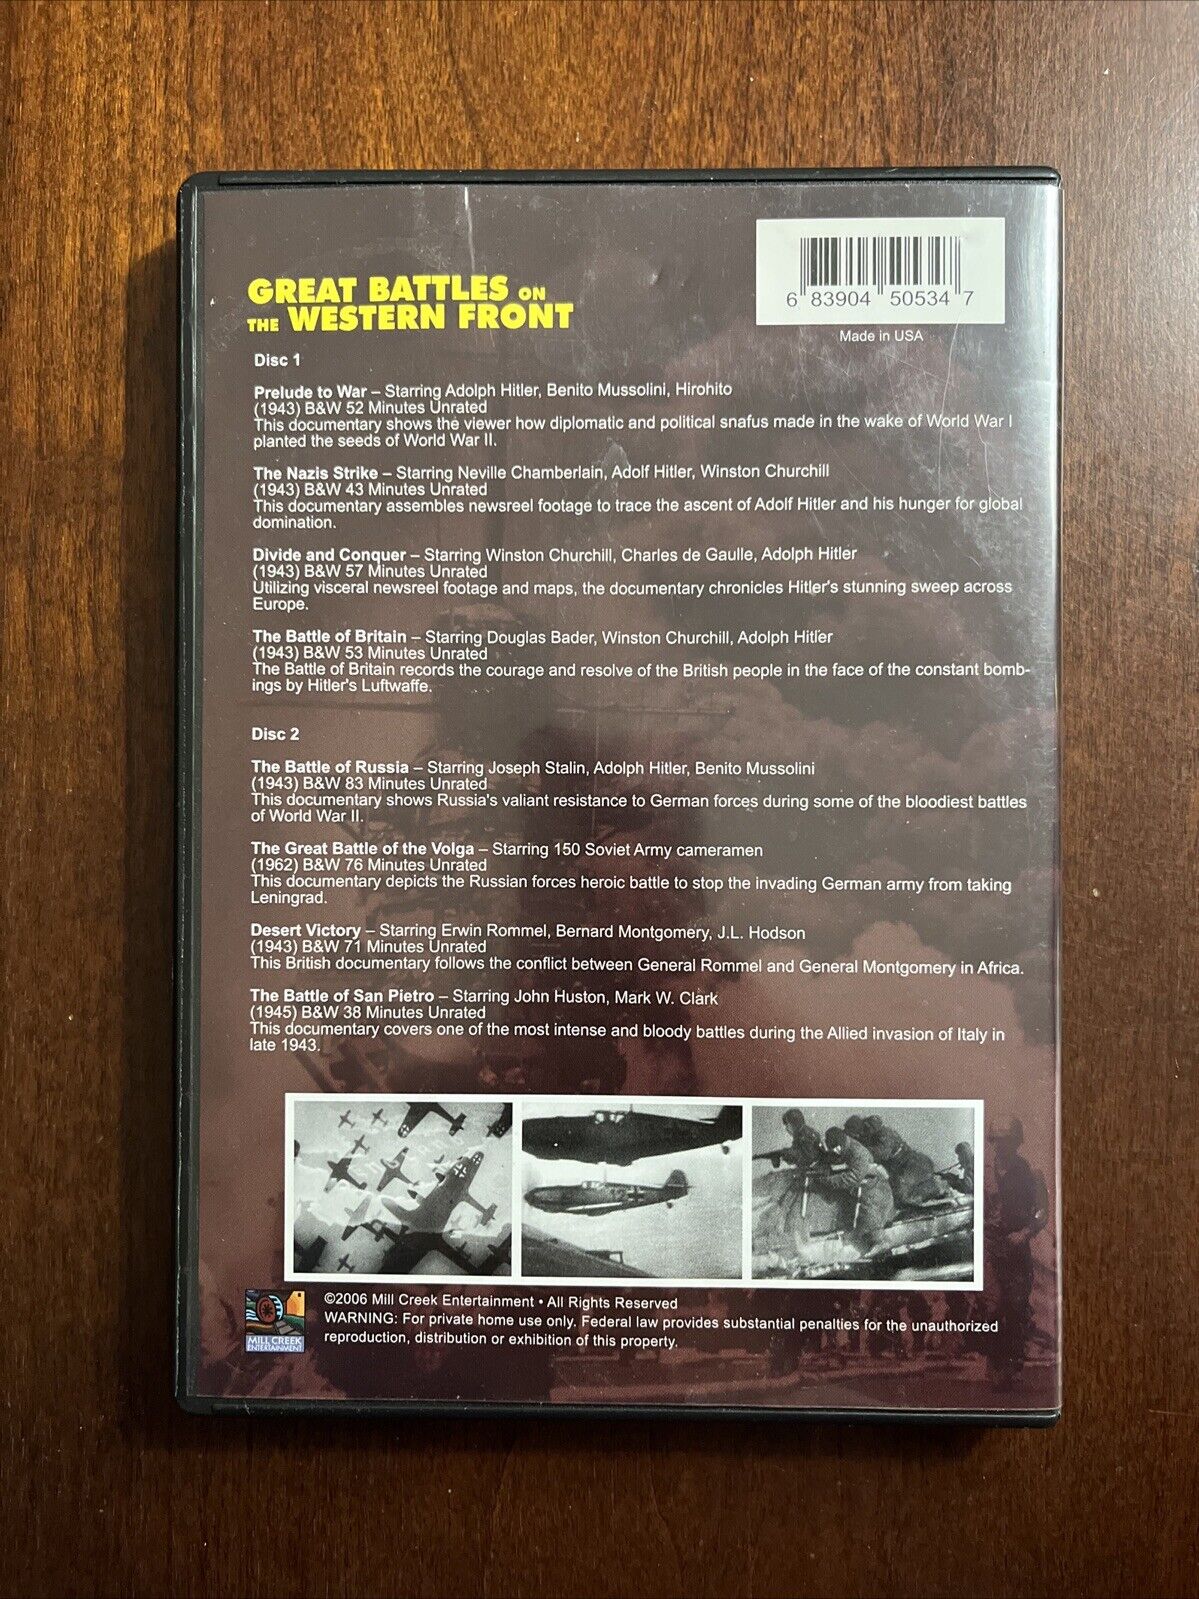 GREAT BATTLES ON
THE WESTERN FRONT
6 83904 50534 7
Made in USA
Disc 1
Prelude to War – Starring Adolph Hitler, Benito Mussolini, Hirohito
(1943) B&W 52 Minutes Unrated
This documentary shows the viewer how diplomatic and political snafus made in the wake of World War I
planted the seeds of World War II.
The Nazis Strike – Starring Neville Chamberlain, Adolf Hitler, Winston Churchill
(1943) B&W 43 Minutes Unrated
This documentary assembles newsreel footage to trace the ascent of Adolf Hitler and his hunger for global
domination.
Divide and Conquer – Starring Winston Churchill, Charles de Gaulle, Adolph Hitler
(1943) B&W 57 Minutes Unrated
Utilizing visceral newsreel footage and maps, the documentary chronicles Hitler's stunning sweep across
Europe.
The Battle of Britain – Starring Douglas Bader, Winston Churchill, Adolph Hitler
(1943) B&W 53 Minutes Unrated
The Battle of Britain records the courage and resolve of the British people in the face of the constant bomb-
ings by Hitler's Luftwaffe.
Disc 2
The Battle of Russia – Starring Joseph Stalin, Adolph Hitler, Benito Mussolini
(1943) B&W 83 Minutes Unrated
This documentary shows Russia's valiant resistance to German forces during some of the bloodiest battles
of World War II.
The Great Battle of the Volga – Starring 150 Soviet Army cameramen
(1962) B&W 76 Minutes Unrated
This documentary depicts the Russian forces heroic battle to stop the invading German army from taking
Leningrad.
Desert Victory – Starring Erwin Rommel, Bernard Montgomery, J.L. Hodson
(1943) B&W 71 Minutes Unrated
This British documentary follows the conflict between General Rommel and General Montgomery in Africa.
The Battle of San Pietro – Starring John Huston, Mark W. Clark
(1945) B&W 38 Minutes Unrated
This documentary covers one of the most intense and bloody battles during the Allied invasion of Italy in
late 1943.
MILL CREEK
ENTERTAINMENT
©2006 Mill Creek Entertainment • All Rights Reserved
WARNING: For private home use only. Federal law provides substantial penalties for the unauthorized
reproduction, distribution or exhibition of this property.